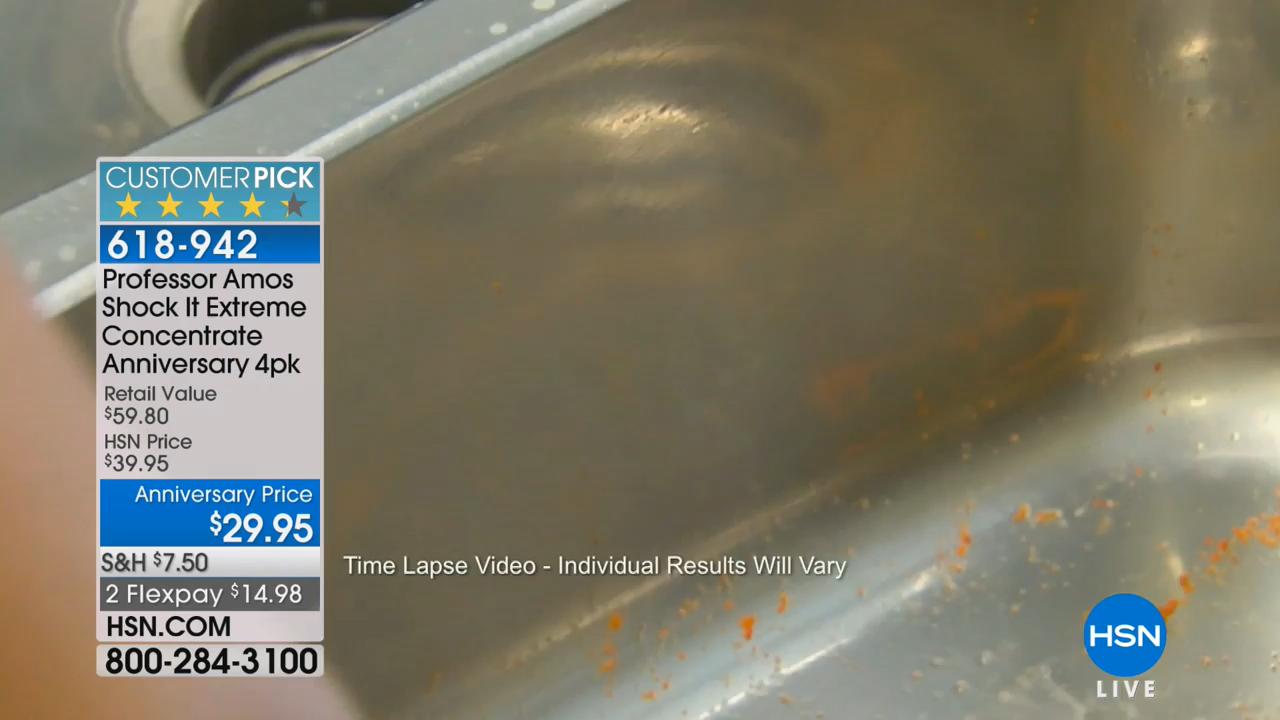 CUSTOMERPICK
618-942
Professor Amos
Shock It Extreme
Concentrate
Anniversary 4pk
Retail Value
$59.80
HSN Price
$39.95
Anniversary Price
$29.95
S&H $7.50
2 Flexpay $14.98
HSN.COM
800-284-3100
Time Lapse Video - Individual Results Will Vary
HSN
LIVE